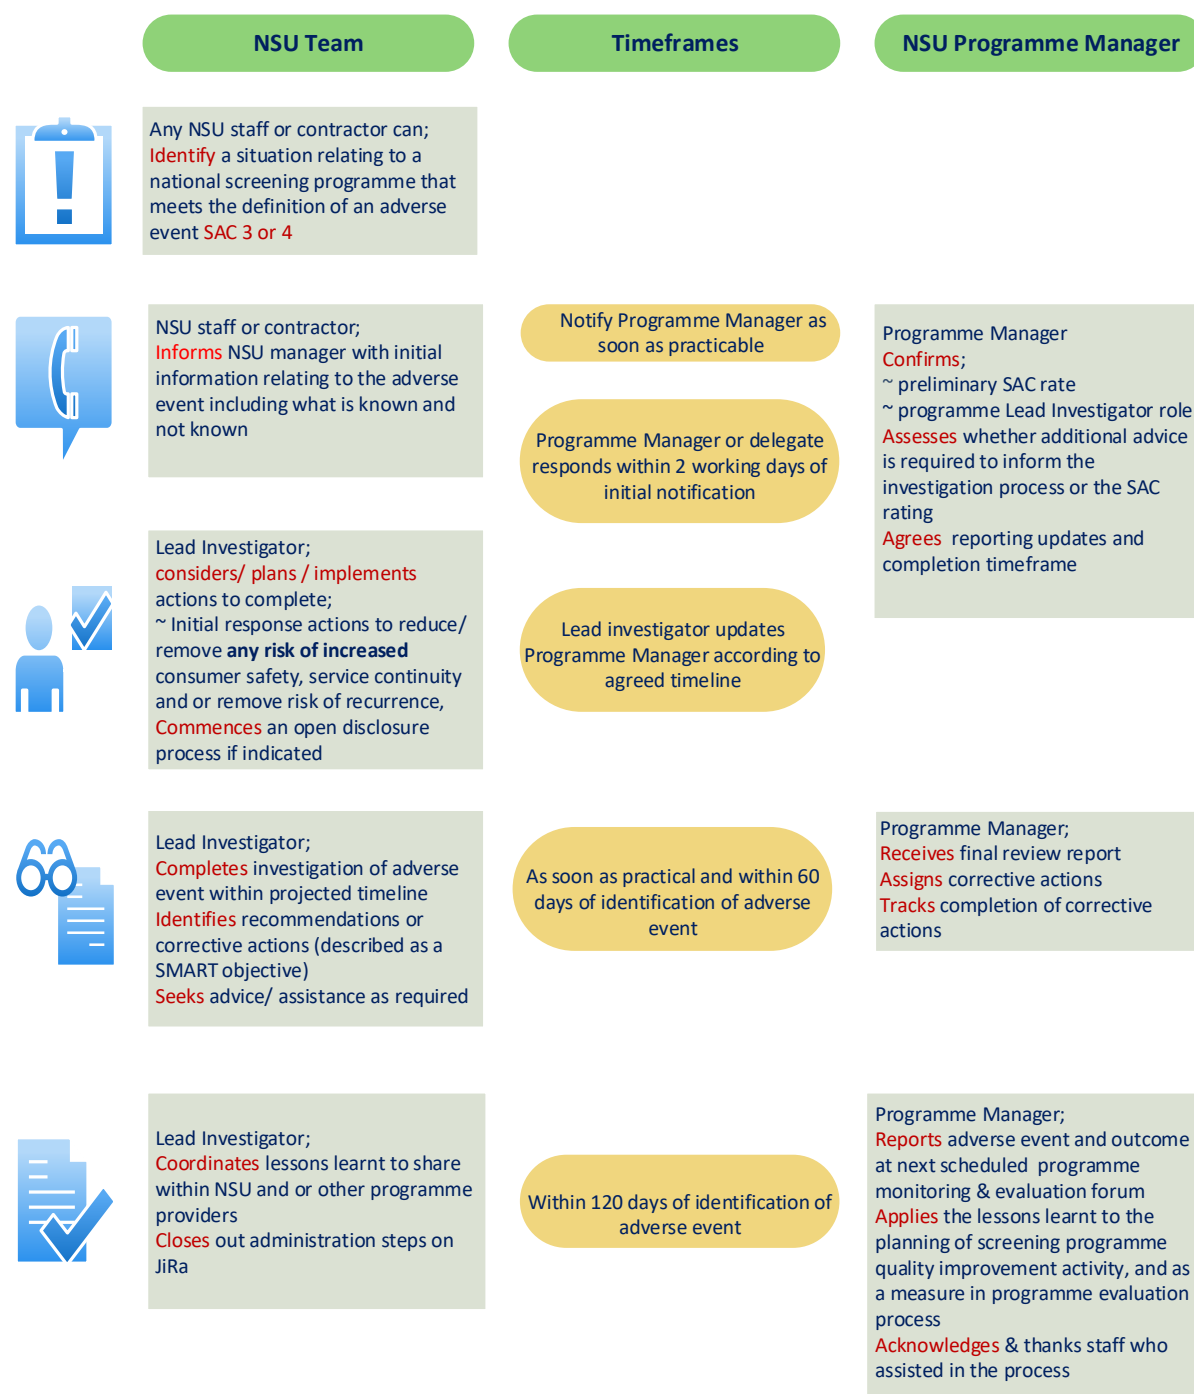 NSU Team
Timeframes
NSU Programme Manager
Any NSU staff or contractor can;
Identify a situation relating to a
national screening programme that
meets the definition of an adverse
event SAC 3 or 4
NSU staff or contractor;
Informs NSU manager with initial
information relating to the adverse
event including what is known and
not known
Notify Programme Manager as
soon as practicable
Programme Manager or delegate
responds within 2 working days of
initial notification
Programme Manager
Confirms;
~ preliminary SAC rate
~ programme Lead Investigator role
Assesses whether additional advice
is required to inform the
investigation process or the SAC
rating
Agrees  reporting updates and
completion timeframe
Lead Investigator;
considers/ plans / implements
actions to complete;
~ Initial response actions to reduce/
remove any risk of increased
consumer safety, service continuity
and or remove risk of recurrence,
Commences an open disclosure
process if indicated
Lead investigator updates
Programme Manager according to
agreed timeline
Lead Investigator;
Completes investigation of adverse
event within projected timeline
Identifies recommendations or
corrective actions (described as a
SMART objective)
Seeks advice/ assistance as required
As soon as practical and within 60
days of identification of adverse
event
Programme Manager;
Receives final review report
Assigns corrective actions
Tracks completion of corrective
actions
Lead Investigator;
Coordinates lessons learnt to share
within NSU and or other programme
providers
Closes out administration steps on
JiRa
Within 120 days of identification of
adverse event
Programme Manager;
Reports adverse event and outcome
at next scheduled  programme
monitoring & evaluation forum
Applies the lessons learnt to the
planning of screening programme
quality improvement activity, and as
a measure in programme evaluation
process
Acknowledges & thanks staff who
assisted in the process